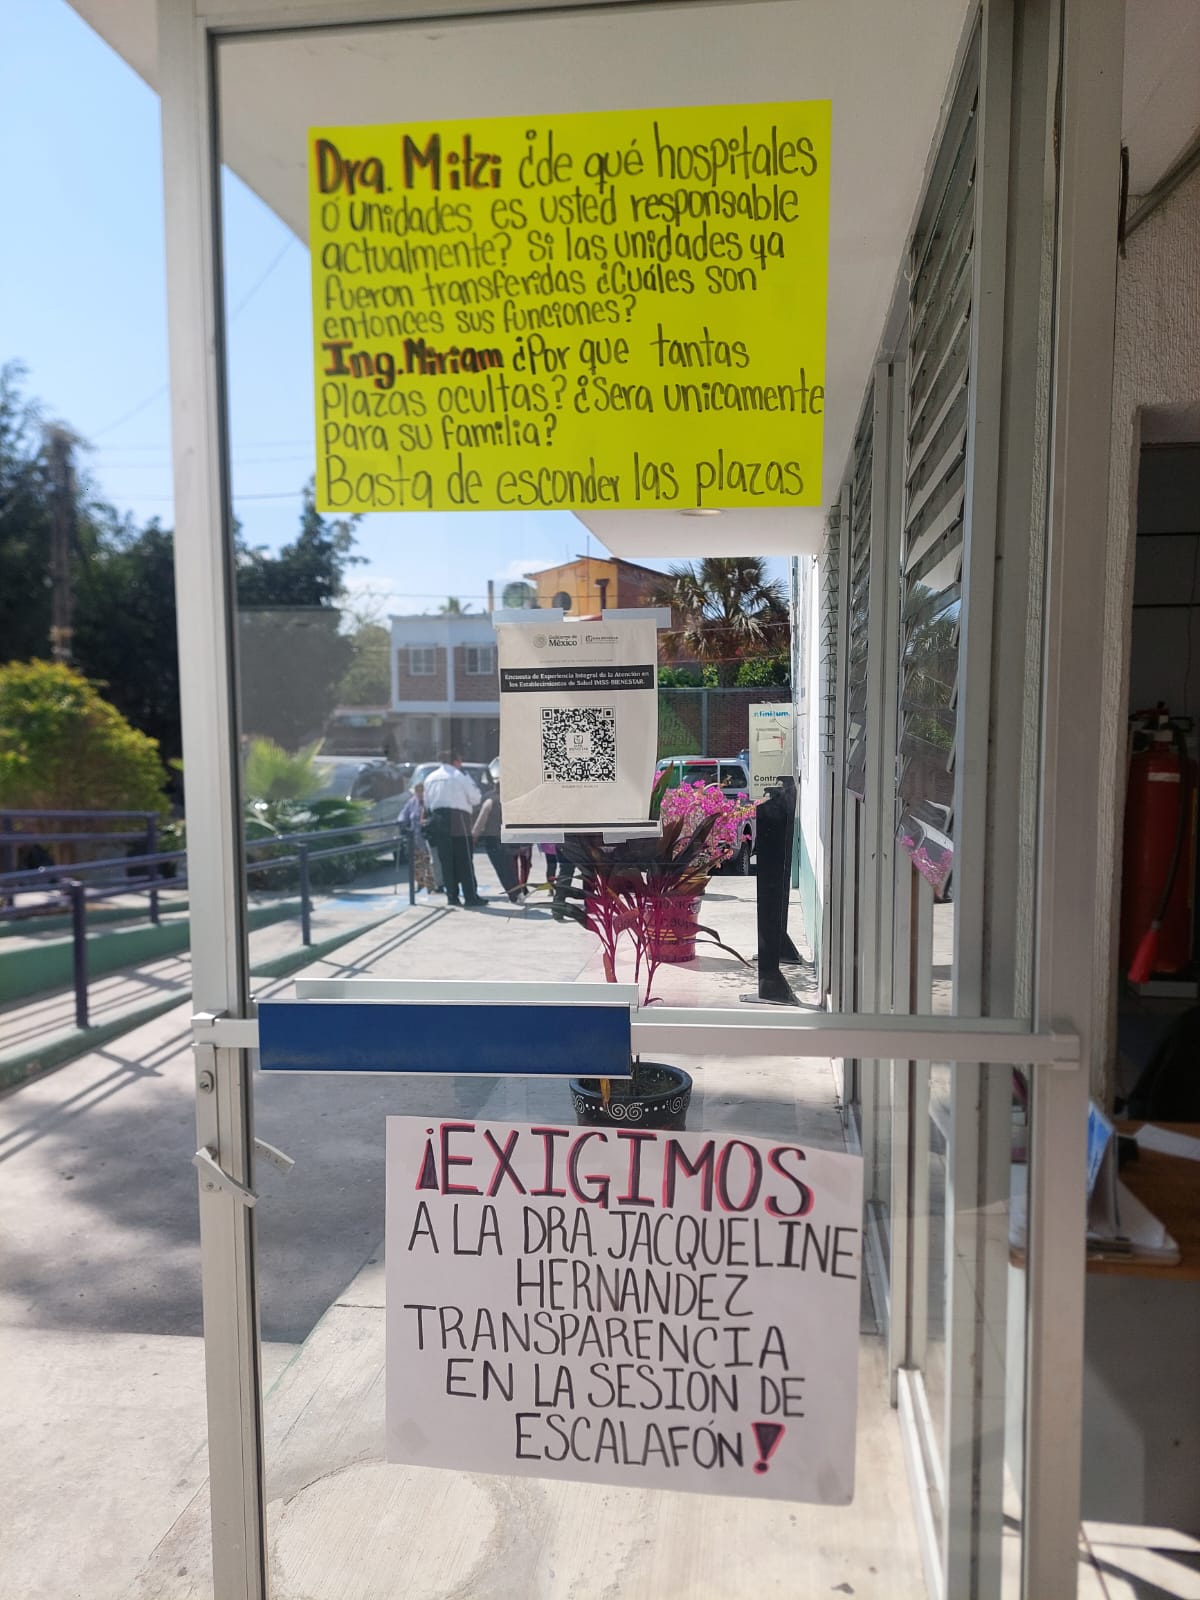 Dra. Mitzi ¿de qué hospitales
ó unidades es usted responsable
actualmente? Si las unidades ya
fueron transferidas ¿Cuáles son
entonces sus funciones?
Ing. Miriam ¿Por que tantas
plazas ocultas? ¿Sera unicamente
para su familia?
Basta de esconder las plazas
Gobierno de
México
Encuesta de Experiencia Integral de la Atención en
los Establecimientos de Salud IMSS-BIENESTAR.
infinitum
Contr
¡EXIGIMOS
A LA DRA. JACQUELINE
HERNANDEZ
TRANSPARENCIA
EN LA SESION DE
ESCALAFÓN!